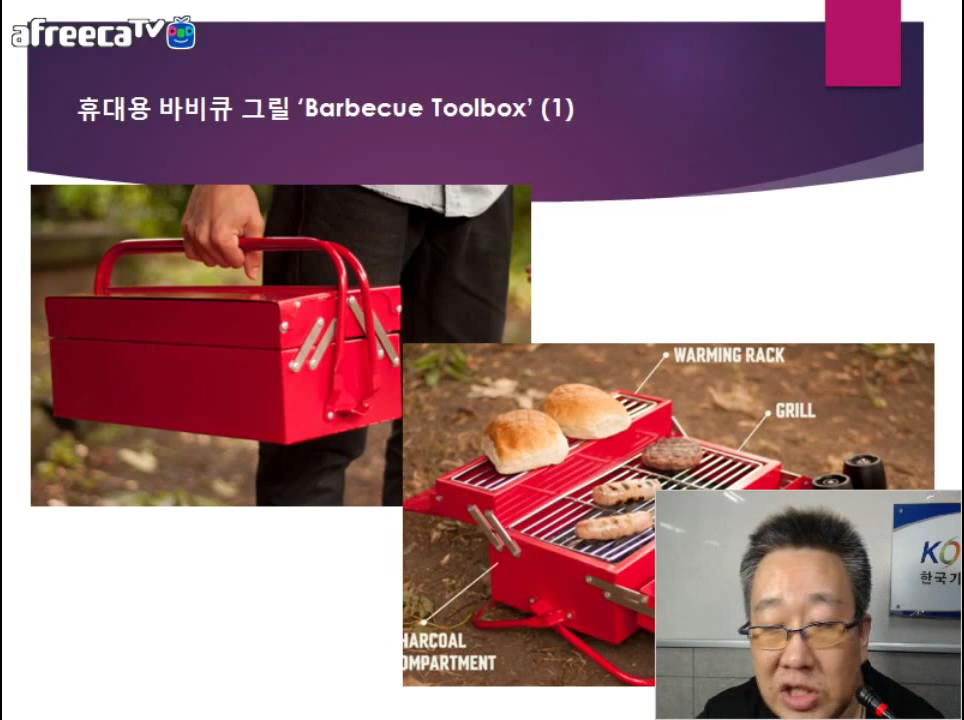 afreecaTV
휴대용 바비큐 그릴 ‘Barbecue Toolbox’ (1)
WARMING RACK
GRILL
HARCOAL
OMPARTMENT
KO
한국기